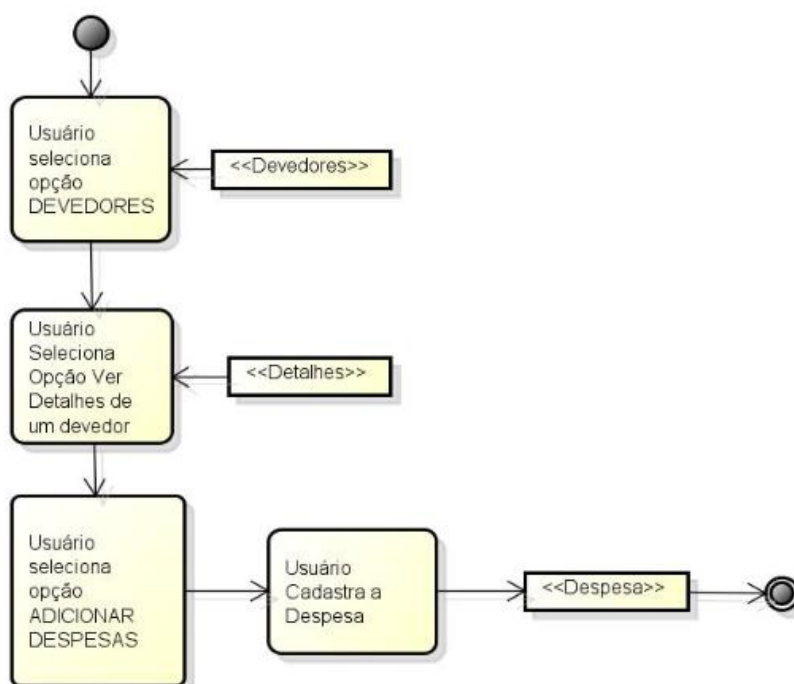 Usuário
seleciona
opção
DEVEDORES
<<Devedores>>
Usuário
Seleciona
Opção Ver
Detalhes de
um devedor
<<Detalhes>>
Usuário
seleciona
opção
ADICIONAR
DESPESAS
Usuário
Cadastra a
Despesa
<<Despesa>>